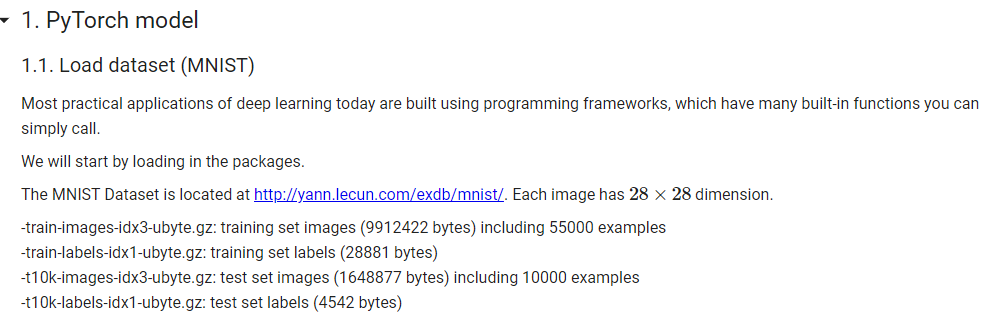 1. PyTorch model
1.1. Load dataset (MNIST)
Most practical applications of deep learning today are built using programming frameworks, which have many built-in functions you can
simply call.
We will start by loading in the packages.
The MNIST Dataset is located at http://yann.lecun.com/exdb/mnist/. Each image has 28 × 28 dimension.
-train-images-idx3-ubyte.gz: training set images (9912422 bytes) including 55000 examples
-train-labels-idx1-ubyte.gz: training set labels (28881 bytes)
-t10k-images-idx3-ubyte.gz: test set images (1648877 bytes) including 10000 examples
-t10k-labels-idx1-ubyte.gz: test set labels (4542 bytes)